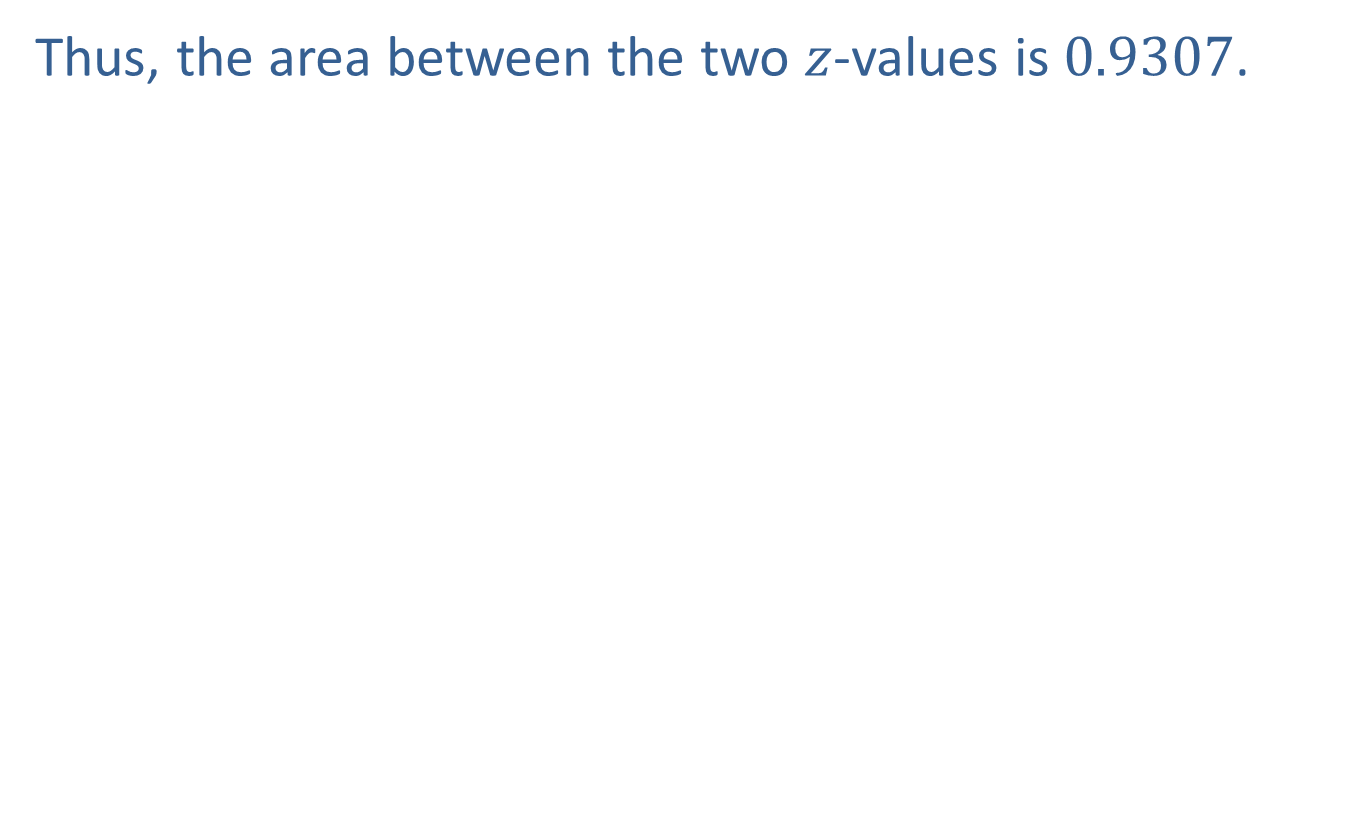 Thus, the area between the two z-values is 0.9307.